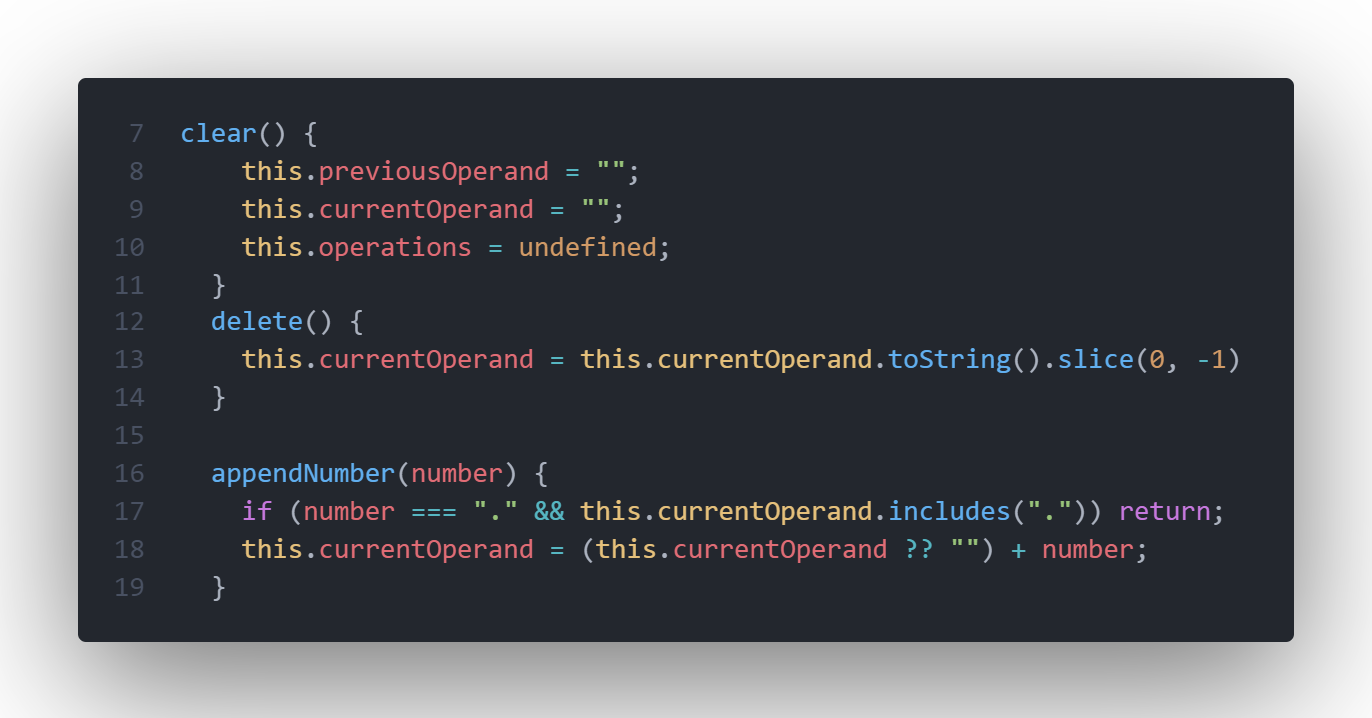 7 clear() {
8 this.previousOperand = "";
9 this.currentOperand = "";
10 this.operations = undefined;
11 }
12 delete() {
13 this.currentOperand = this.currentOperand.toString().slice(0, -1)
14 }
15
16 appendNumber(number) {
17 if (number === "." && this.currentOperand.includes(".")) return;
18 this.currentOperand = (this.currentOperand ?? "") + number;
19 }